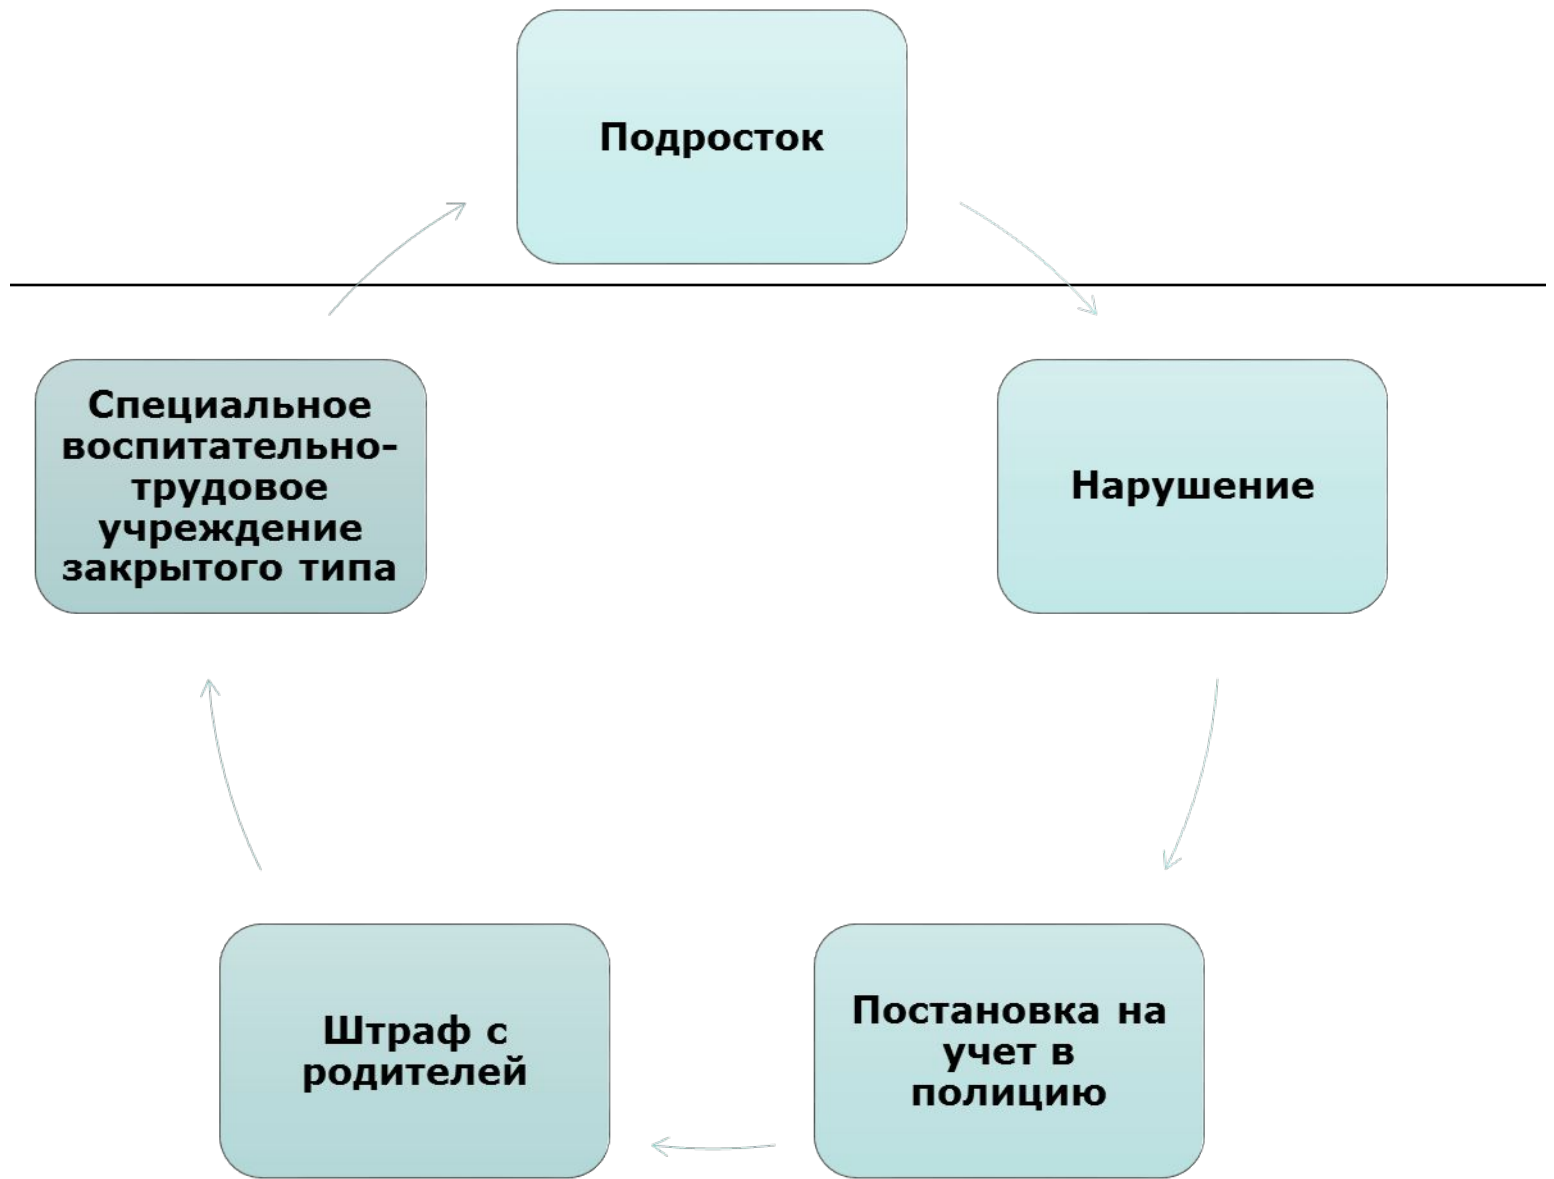 Подросток
Нарушение
Постановка на
учет в
полицию
Штраф с
родителей
Специальное
воспитательно-
трудовое
учреждение
закрытого типа